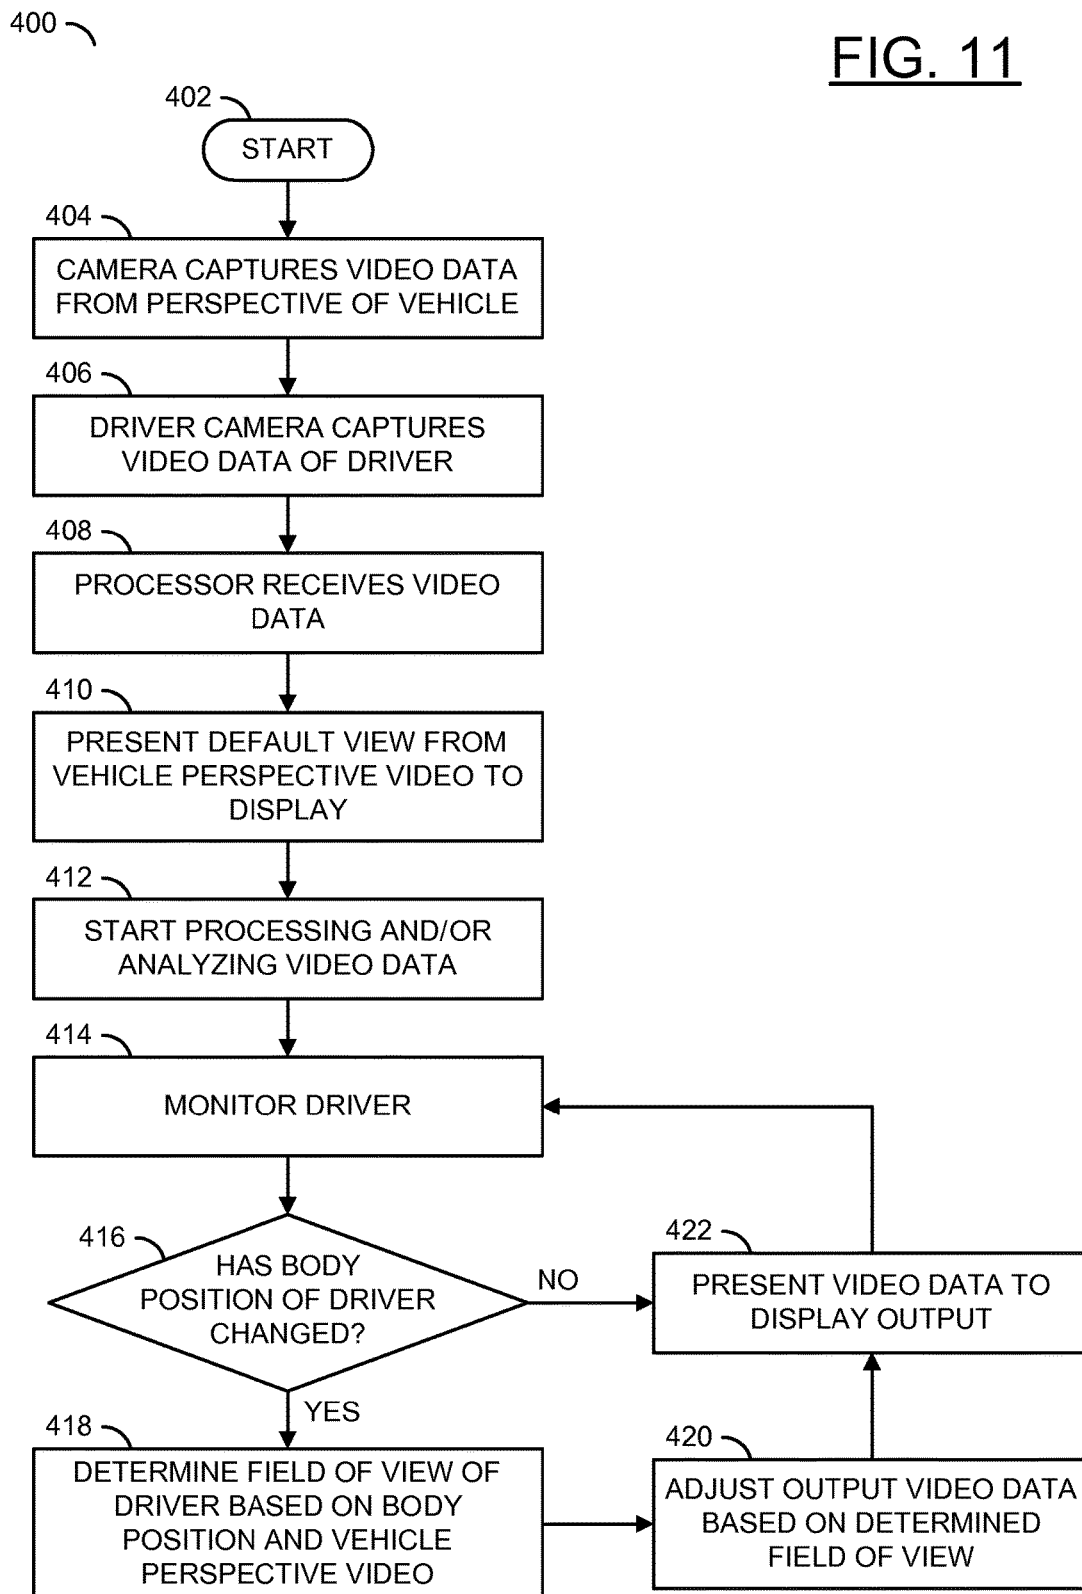 400
FIG. 11
402
START
404
CAMERA CAPTURES VIDEO DATA
FROM PERSPECTIVE OF VEHICLE
406
DRIVER CAMERA CAPTURES
VIDEO DATA OF DRIVER
408
PROCESSOR RECEIVES VIDEO
DATA
410
PRESENT DEFAULT VIEW FROM
VEHICLE PERSPECTIVE VIDEO TO
DISPLAY
412
START PROCESSING AND/OR
ANALYZING VIDEO DATA
414
MONITOR DRIVER
416
HAS BODY
POSITION OF DRIVER
CHANGED?
NO
YES
422
PRESENT VIDEO DATA TO
DISPLAY OUTPUT
418
DETERMINE FIELD OF VIEW OF
DRIVER BASED ON BODY
POSITION AND VEHICLE
PERSPECTIVE VIDEO
420
ADJUST OUTPUT VIDEO DATA
BASED ON DETERMINED
FIELD OF VIEW